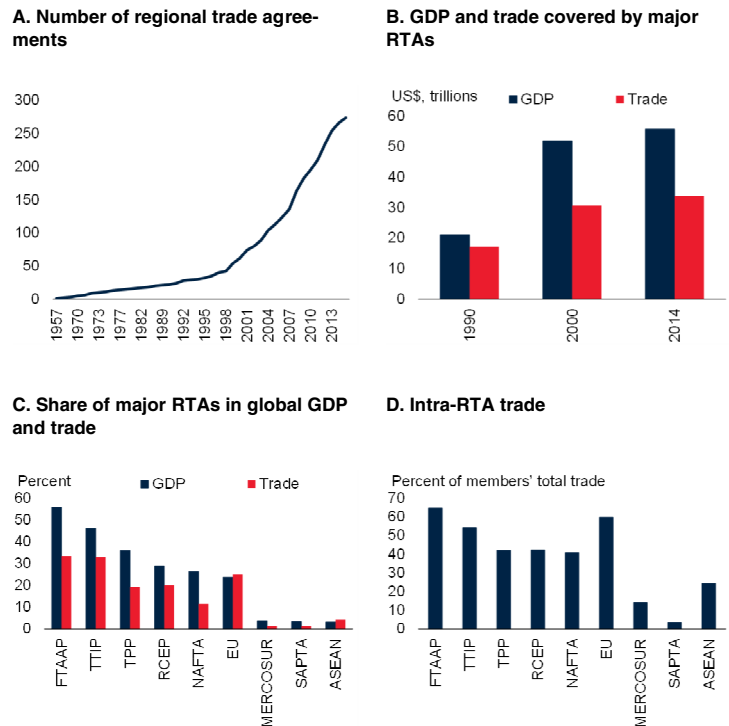 A. Number of regional trade agree-
ments
300
250
200
150
100
50
0
1957
1970
1973
1977
1982
1989
1992
1995
1998
2001
2004
2007
2010
2013
B. GDP and trade covered by major
RTAs
US$, trillions
GDP
Trade
60
50
40
30
20
10
0
1990
2000
2014
C. Share of major RTAs in global GDP
and trade
Percent
GDP
Trade
60
50
40
30
20
10
0
FTAAP
TTIP
TPP
RCEP
NAFTA
EU
MERCOSUR
SAPTA
ASEAN
D. Intra-RTA trade
Percent of members' total trade
70
60
50
40
30
20
10
0
FTAAP
TTIP
TPP
RCEP
NAFTA
EU
MERCOSUR
SAPTA
ASEAN